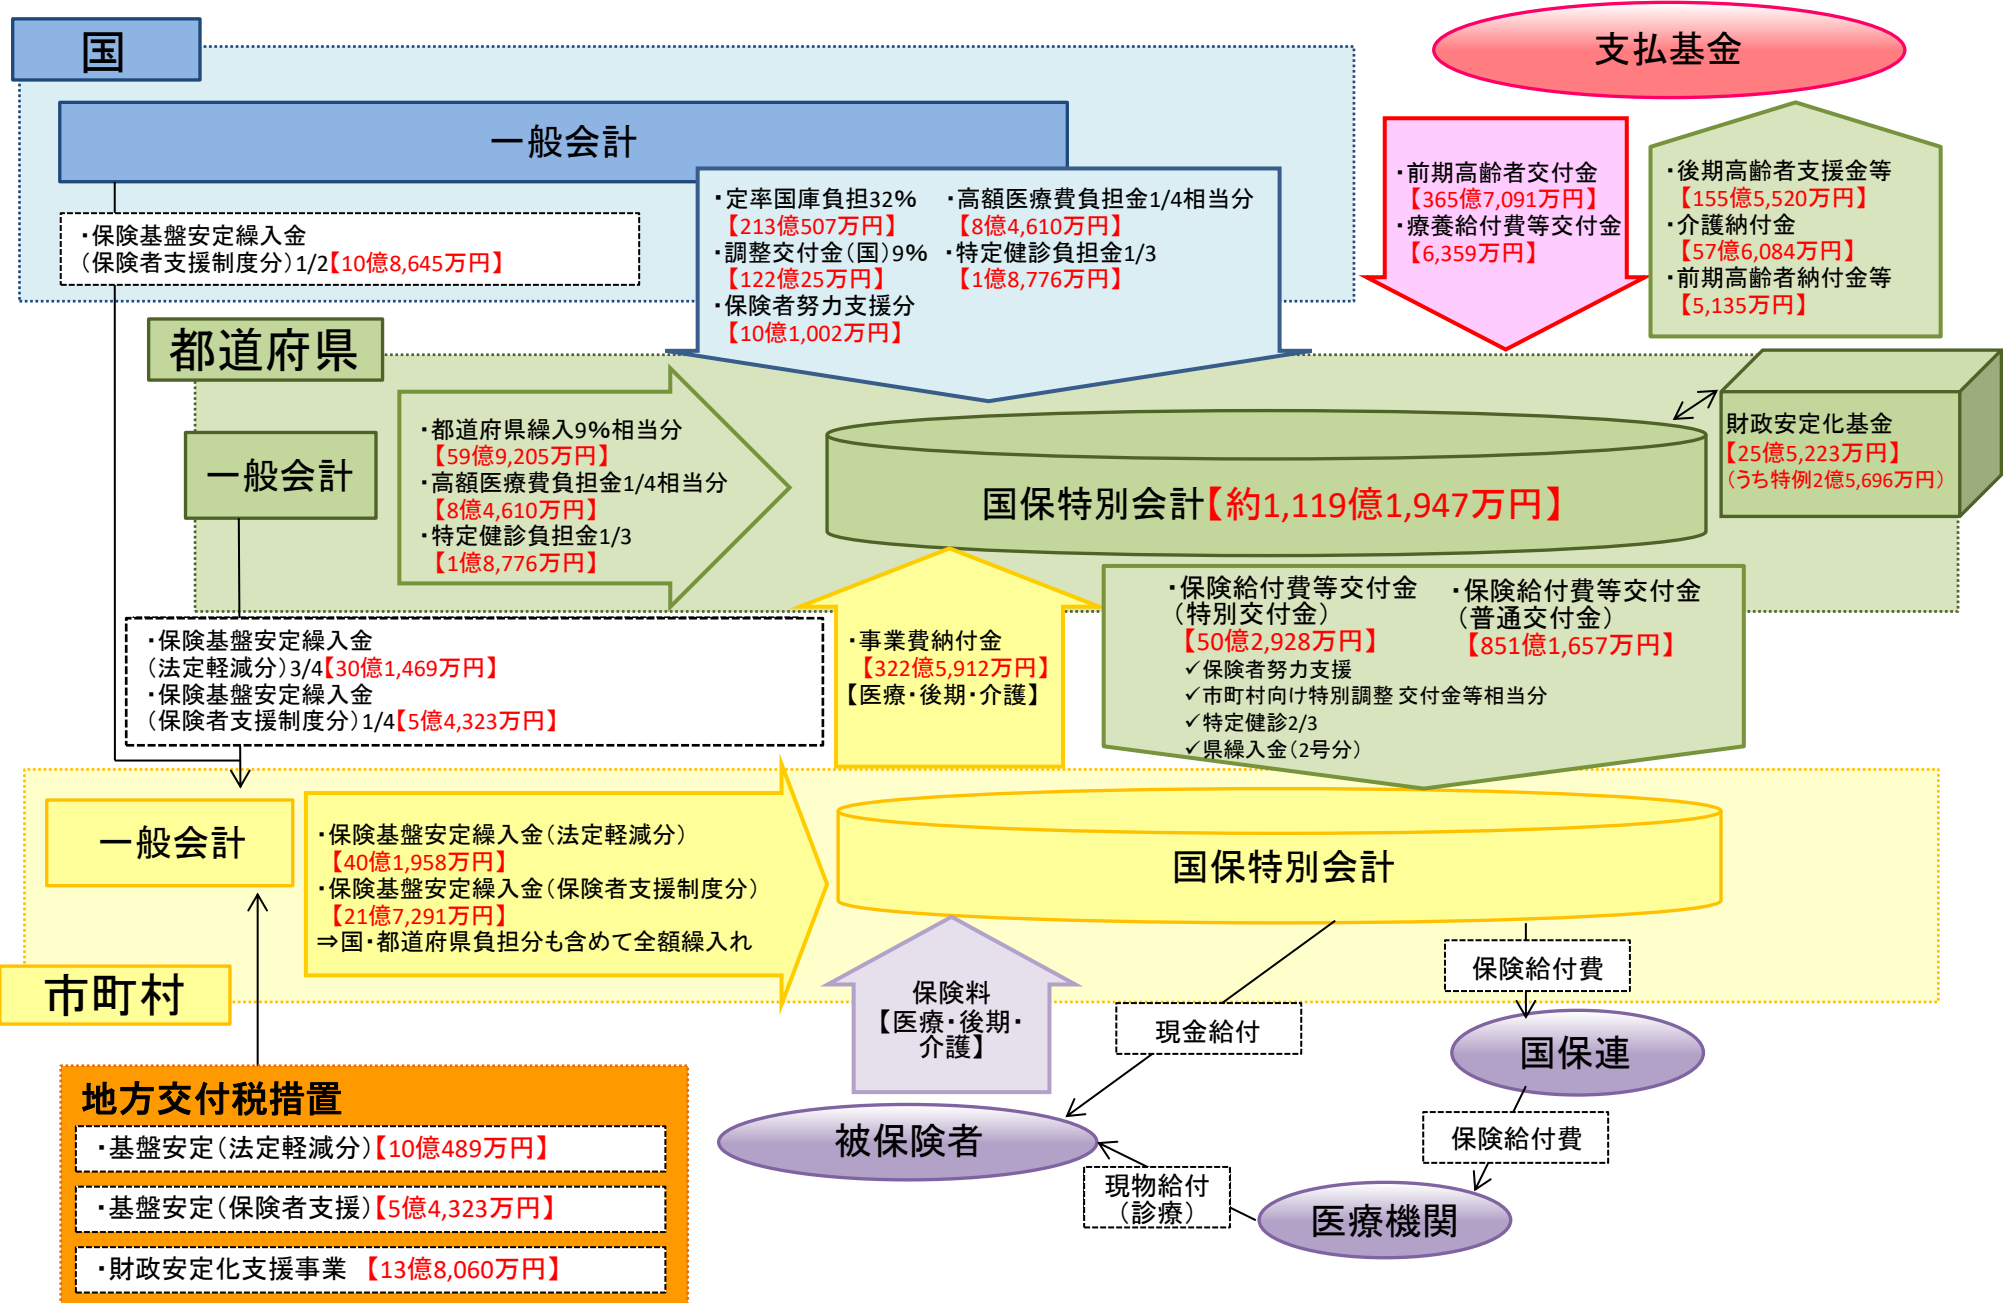 国
一般会計
・保険基盤安定繰入金
（保険者支援制度分）1/2【10億8,645万円】
・定率国庫負担32%
【213億507万円】
・調整交付金（国）9%
【122億25万円】
・保険者努力支援分
【10億1,002万円】
・高額医療費負担金1/4相当分
【8億4,610万円】
・特定健診負担金1/3
【1億8,776万円】
支払基金
・前期高齢者交付金
【365億7,091万円】
・療養給付費等交付金
【6,359万円】
・後期高齢者支援金等
【155億5,520万円】
・介護納付金
【57億6,084万円】
・前期高齢者納付金等
【5,135万円】
都道府県
一般会計
・都道府県繰入9%相当分
【59億9,205万円】
・高額医療費負担金1/4相当分
【8億4,610万円】
・特定健診負担金1/3
【1億8,776万円】
国保特別会計【約1,119億1,947万円】
財政安定化基金
【25億5,223万円】
（うち特例2億5,696万円）
・保険基盤安定繰入金
（法定軽減分）3/4【30億1,469万円】
・保険基盤安定繰入金
（保険者支援制度分）1/4【5億4,323万円】
・事業費納付金
【322億5,912万円】
【医療・後期・介護】
・保険給付費等交付金
（特別交付金）
【50億2,928万円】
✓保険者努力支援
✓市町村向け特別調整 交付金等相当分
✓特定健診2/3
✓県繰入金（2号分）
・保険給付費等交付金
（普通交付金）
【851億1,657万円】
一般会計
・保険基盤安定繰入金（法定軽減分）
【40億1,958万円】
・保険基盤安定繰入金（保険者支援制度分）
【21億7,291万円】
⇒国・都道府県負担分も含めて全額繰入れ
国保特別会計
市町村
保険料
【医療・後期・
介護】
現金給付
保険給付費
国保連
地方交付税措置
・基盤安定（法定軽減分）【10億489万円】
・基盤安定（保険者支援）【5億4,323万円】
・財政安定化支援事業 【13億8,060万円】
被保険者
保険給付費
現物給付
（診療）
医療機関